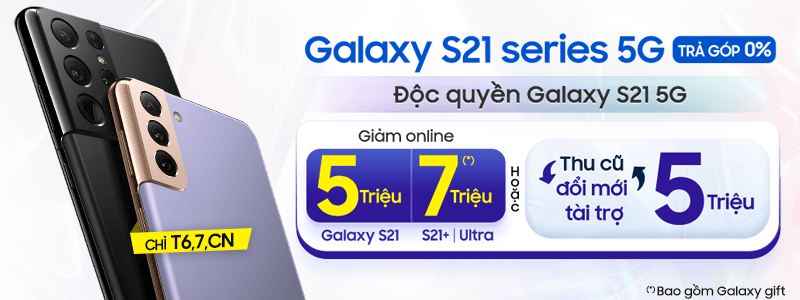 Galaxy S21 series 5G TRẢ GÓP 0%
Độc quyền Galaxy S21 5G
Giảm online
5 Triệu
Galaxy S21
7 (*) Triệu
S21+ | Ultra
Hoặc
Thu cũ
đổi mới
tài trợ
5 Triệu
CHỈ T6,7,CN
(*) Bao gồm Galaxy gift